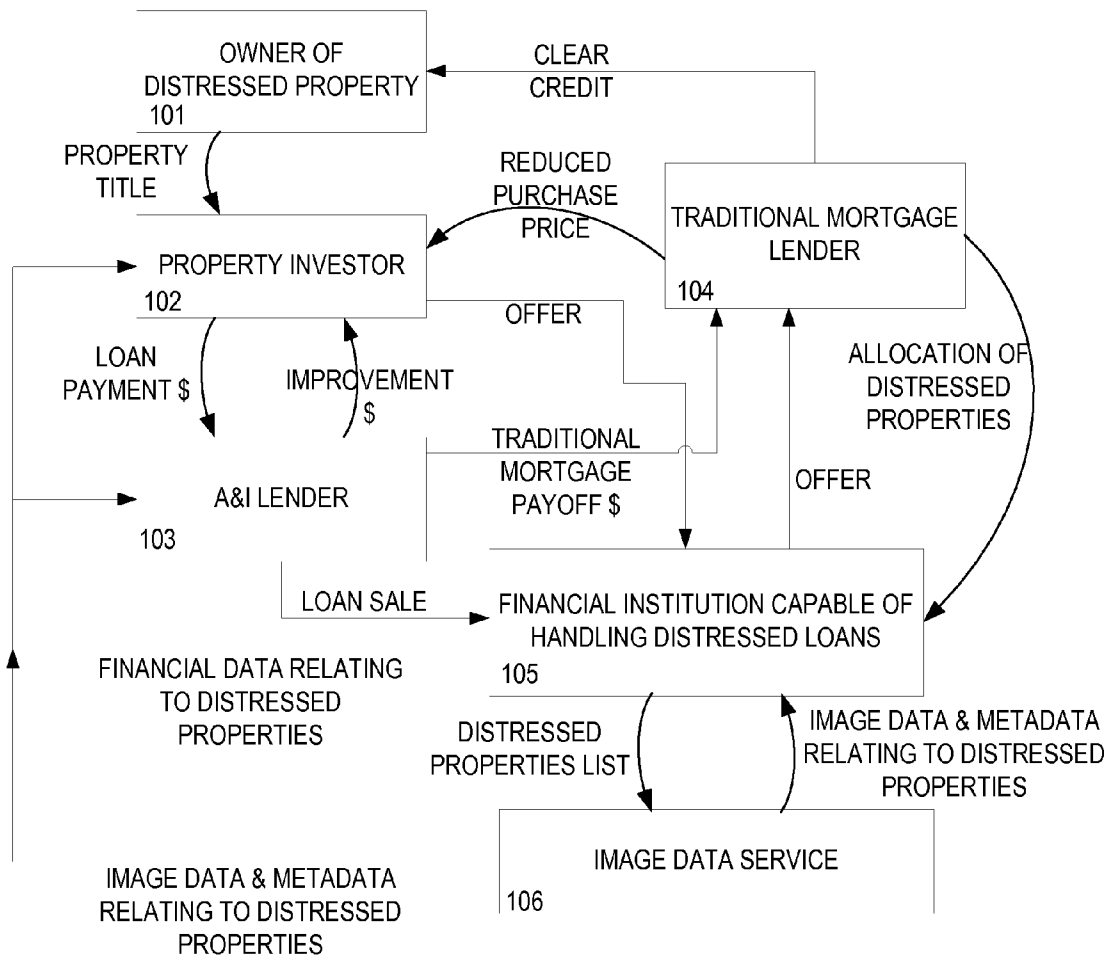 OWNER OF
DISTRESSED PROPERTY
101
CLEAR
CREDIT
PROPERTY
TITLE
REDUCED
PURCHASE
PRICE
TRADITIONAL MORTGAGE
LENDER
104
PROPERTY INVESTOR
102
OFFER
LOAN
PAYMENT $
IMPROVEMENT
$
ALLOCATION OF
DISTRESSED
PROPERTIES
TRADITIONAL
MORTGAGE
PAYOFF $
OFFER
A&I LENDER
103
LOAN SALE
FINANCIAL INSTITUTION CAPABLE OF
HANDLING DISTRESSED LOANS
105
FINANCIAL DATA RELATING
TO DISTRESSED
PROPERTIES
DISTRESSED
PROPERTIES LIST
IMAGE DATA & METADATA
RELATING TO DISTRESSED
PROPERTIES
IMAGE DATA SERVICE
106
IMAGE DATA & METADATA
RELATING TO DISTRESSED
PROPERTIES